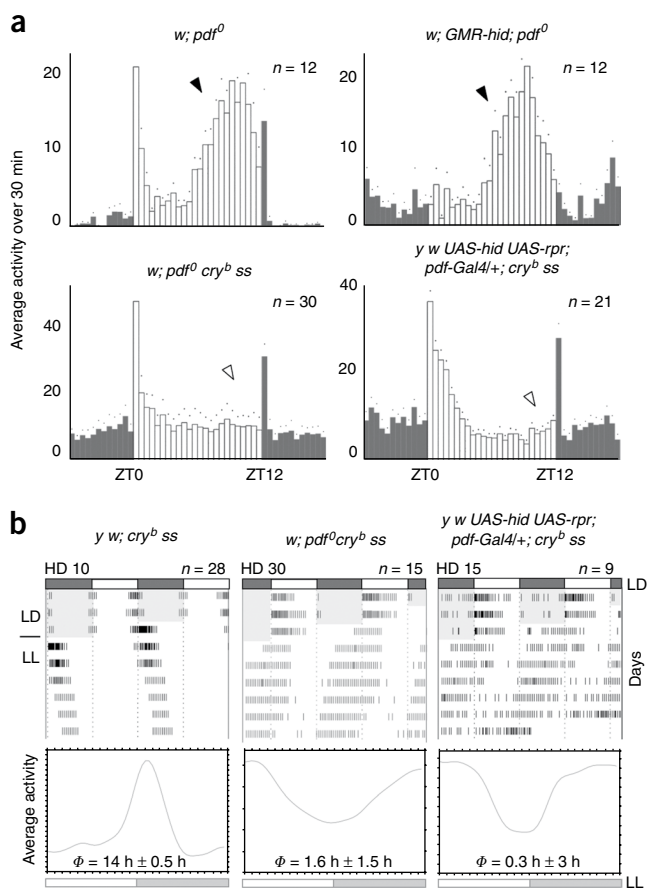 a
w; pdf⁰
w; GMR-hid; pdf⁰
20
n = 12
20
n = 12
10
10
0
0
Average activity over 30 min
w; pdf⁰ cryᵇ ss
y w UAS-hid UAS-rpr;
pdf-Gal4/+; cryᵇ ss
n = 30
n = 21
40
40
20
20
0
0
ZT0
ZT12
ZT0
ZT12
b
y w; cryᵇ ss
w; pdf⁰cryᵇ ss
y w UAS-hid UAS-rpr;
pdf-Gal4/+; cryᵇ ss
HD 10
n = 28
HD 30
n = 15
HD 15
n = 9
LD
LD
LL
Days
Average activity
Φ = 14 h ± 0.5 h
Φ = 1.6 h ± 1.5 h
Φ = 0.3 h ± 3 h
LL